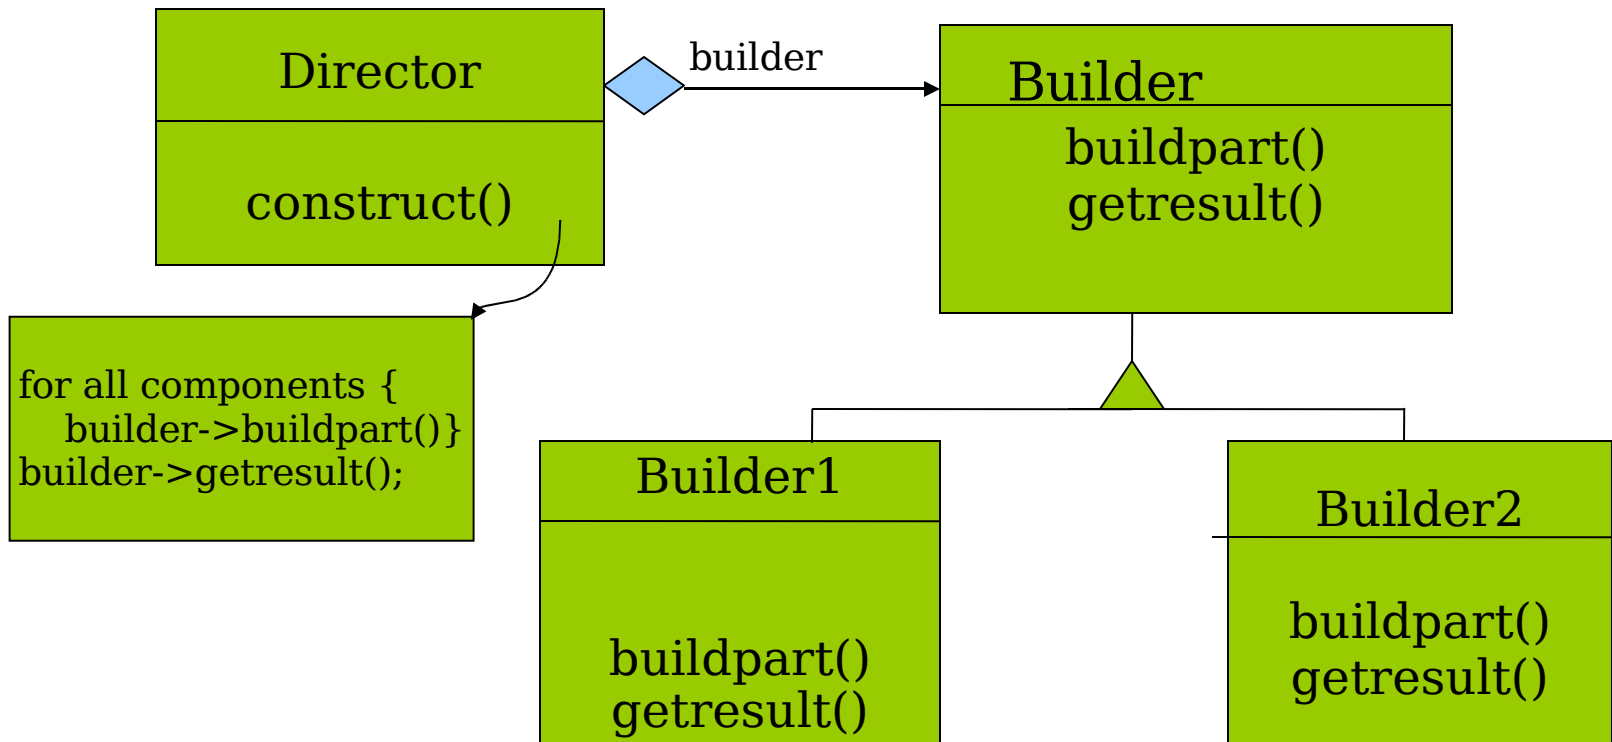 Director
construct()
builder
Builder
buildpart()
getresult()
for all components {
builder->buildpart()}
builder->getresult();
Builder1
buildpart()
getresult()
Builder2
buildpart()
getresult()